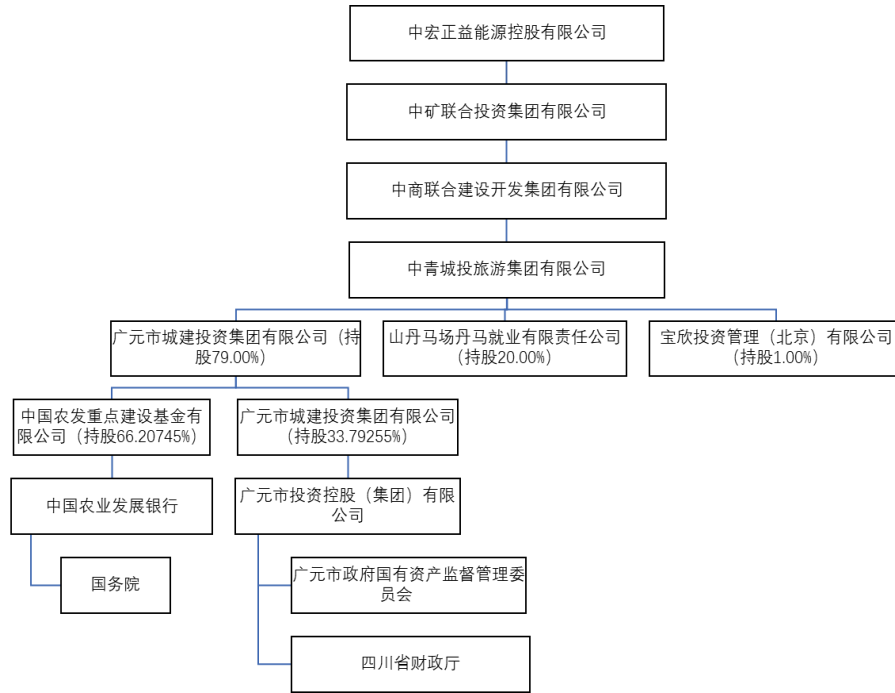 中宏正益能源控股有限公司
中矿联合投资集团有限公司
中商联合建设开发集团有限公司
中青城投旅游集团有限公司
广元市城建投资集团有限公司（持
股79.00%）
山丹马场丹马就业有限责任公司
（持股20.00%）
宝欣投资管理（北京）有限公司
（持股1.00%）
中国农发重点建设基金有
限公司（持股66.20745%）
广元市城建投资集团有限公司
（持股33.79255%）
中国农业发展银行
广元市投资控股（集团）有限
公司
国务院
广元市政府国有资产监督管理委
员会
四川省财政厅